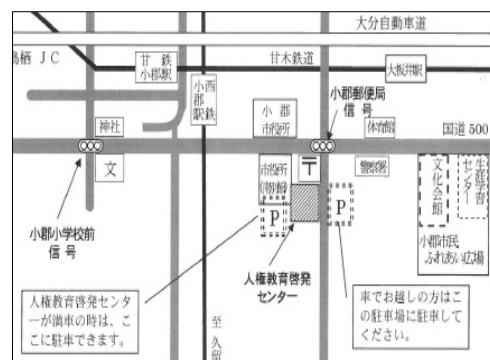 大分自動車道
鳥栖 JC
甘鉄
小郡駅
甘木鉄道
大板井駅
西鉄
小郡駅
小郡
市役所
小郡郵便局
信号
体育館
国道500
神社
文
小郡小学校前
信号
市役所
(別館)
〒
警察署
P
P
文化会館
生涯学習
センター
小郡市民
ふれあい広場
人権教育啓発
センター
人権教育啓発センタ
ーが満車の時は、こ
こに駐車できます。
車でお越しの方はこ
の駐車場に駐車して
ください。
至 久留